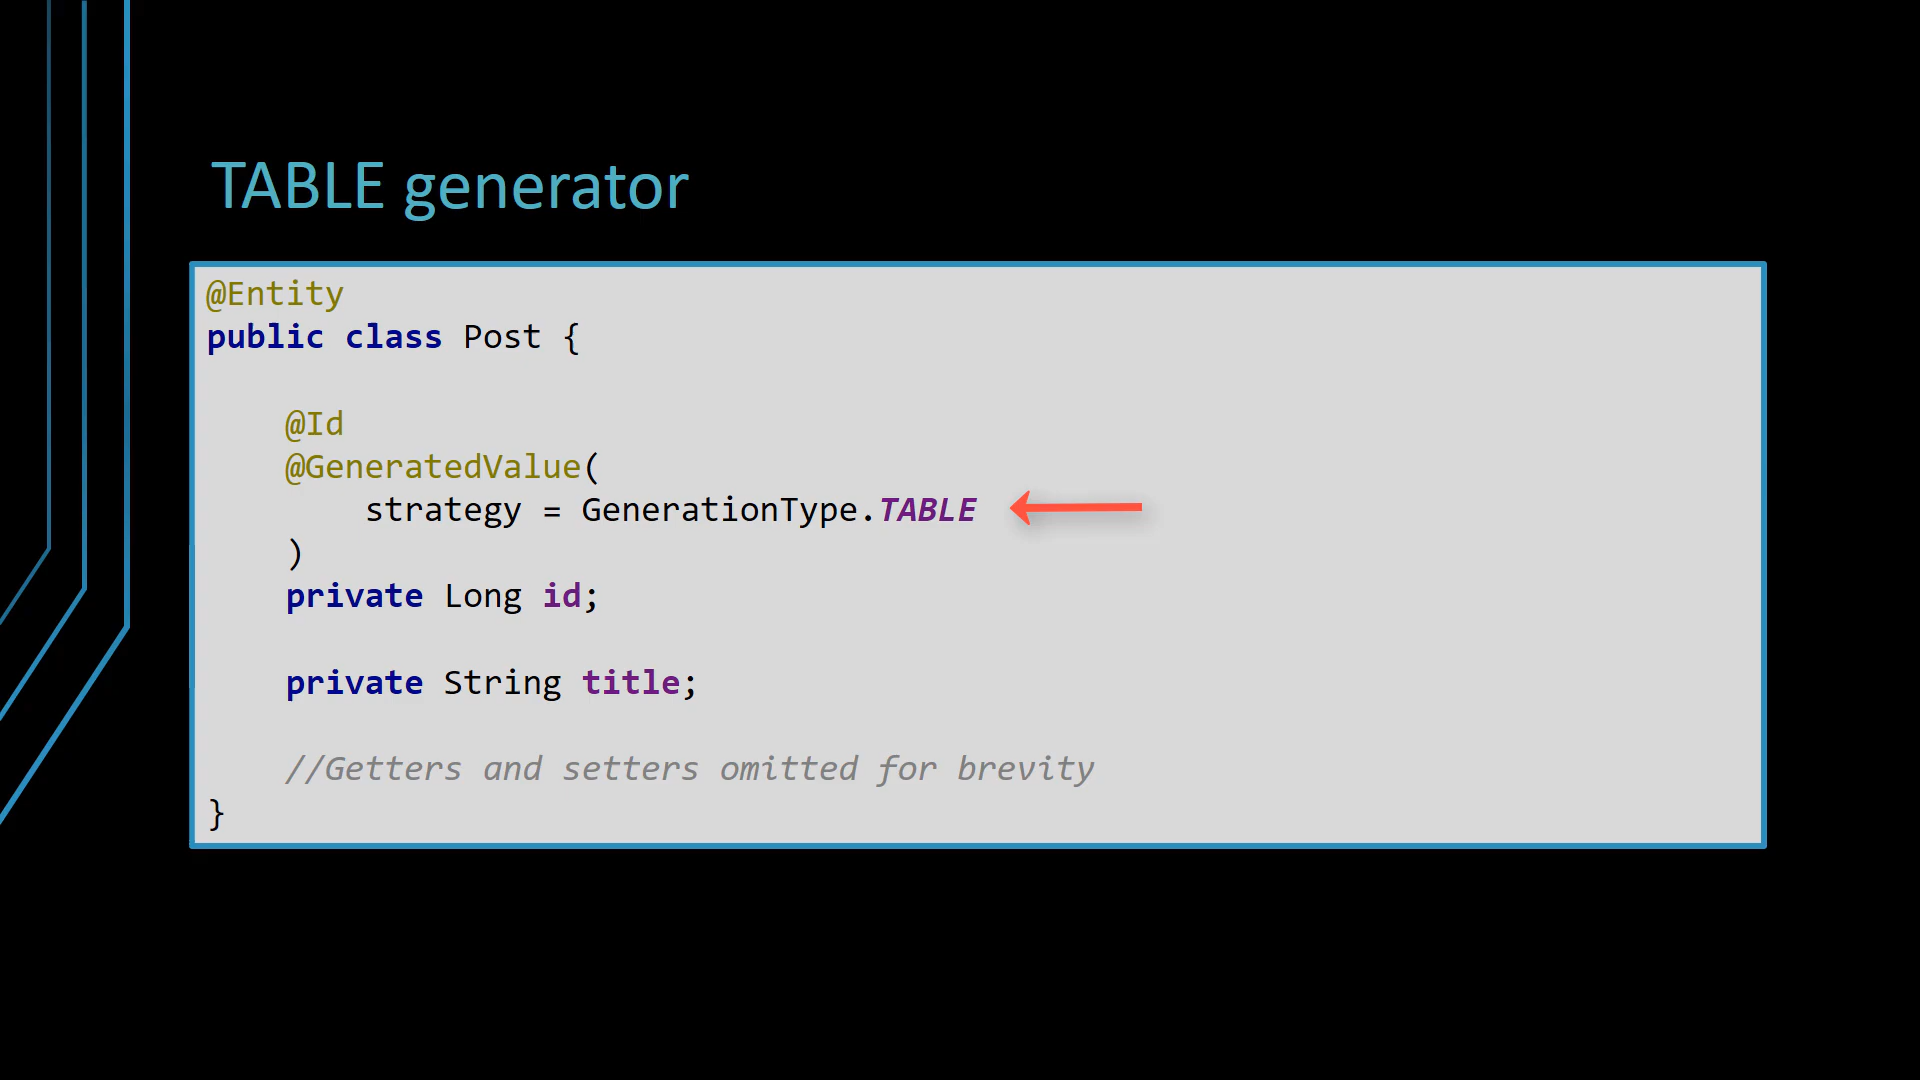 TABLE generator
@Entity
public class Post {
@Id
@GeneratedValue(
strategy = GenerationType.TABLE
)
private Long id;
private String title;
//Getters and setters omitted for brevity
}